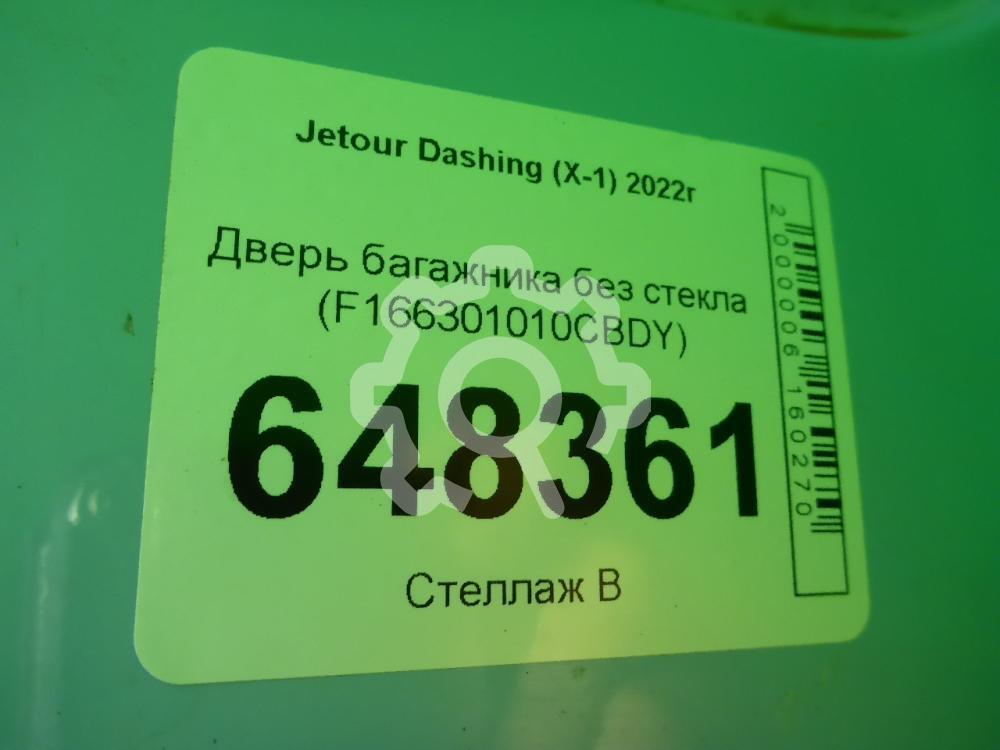 Jetour Dashing (X-1) 2022г
Дверь багажника без стекла
(F166301010CBDY)
648361
Стеллаж В
2000006160270